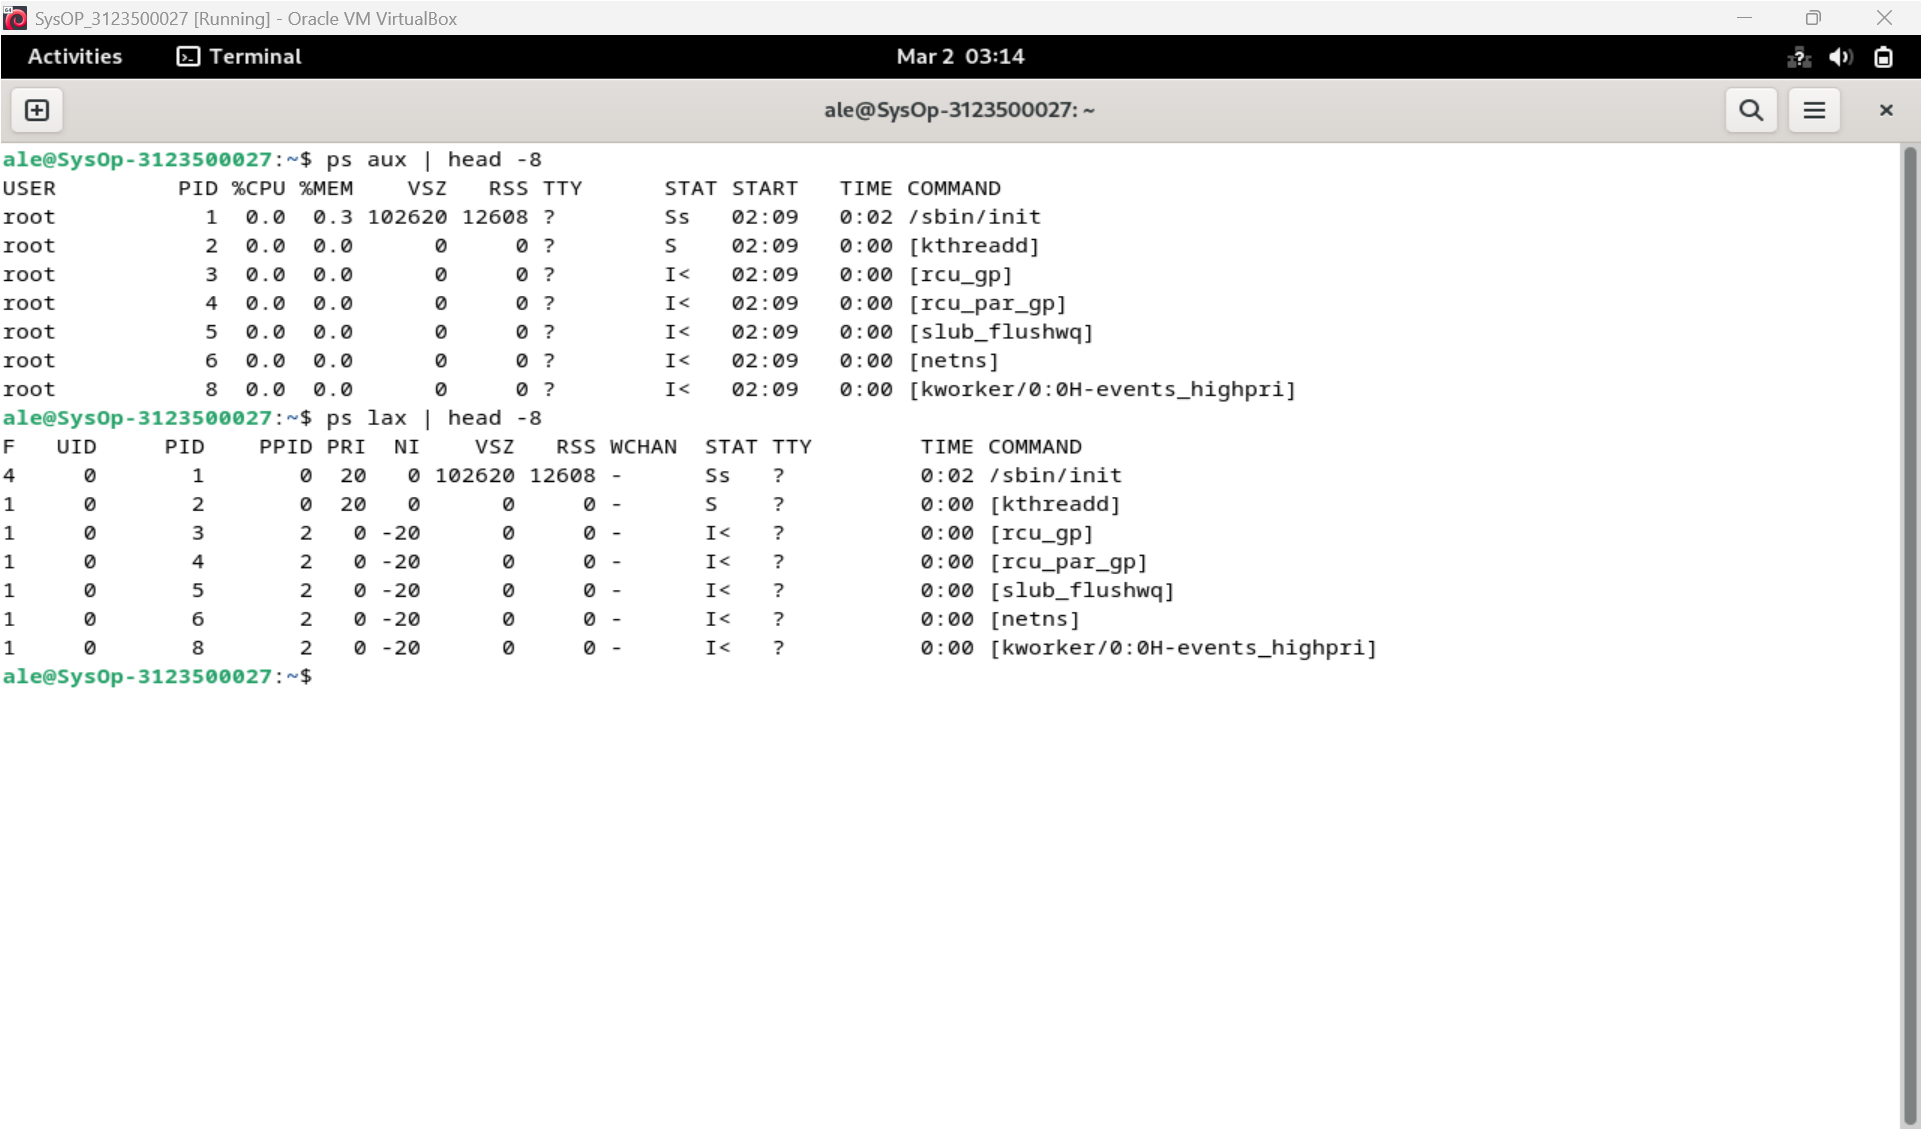 SysOP_3123500027 [Running] - Oracle VM VirtualBox
Activities Terminal Mar 2 03:14
ale@SysOp-3123500027: ~
ale@SysOp-3123500027:~$ ps aux | head -8
USER         PID %CPU %MEM    VSZ   RSS TTY      STAT START   TIME COMMAND
root           1  0.0  0.3 102620 12608 ?        Ss   02:09   0:02 /sbin/init
root           2  0.0  0.0      0     0 ?        S    02:09   0:00 [kthreadd]
root           3  0.0  0.0      0     0 ?        I<   02:09   0:00 [rcu_gp]
root           4  0.0  0.0      0     0 ?        I<   02:09   0:00 [rcu_par_gp]
root           5  0.0  0.0      0     0 ?        I<   02:09   0:00 [slub_flushwq]
root           6  0.0  0.0      0     0 ?        I<   02:09   0:00 [netns]
root           8  0.0  0.0      0     0 ?        I<   02:09   0:00 [kworker/0:0H-events_highpri]
ale@SysOp-3123500027:~$ ps lax | head -8
F   UID     PID    PPID PRI  NI    VSZ   RSS WCHAN  STAT TTY        TIME COMMAND
4     0       1       0  20   0 102620 12608 -      Ss   ?          0:02 /sbin/init
1     0       2       0  20   0      0     0 -      S    ?          0:00 [kthreadd]
1     0       3       2   0 -20      0     0 -      I<   ?          0:00 [rcu_gp]
1     0       4       2   0 -20      0     0 -      I<   ?          0:00 [rcu_par_gp]
1     0       5       2   0 -20      0     0 -      I<   ?          0:00 [slub_flushwq]
1     0       6       2   0 -20      0     0 -      I<   ?          0:00 [netns]
1     0       8       2   0 -20      0     0 -      I<   ?          0:00 [kworker/0:0H-events_highpri]
ale@SysOp-3123500027:~$